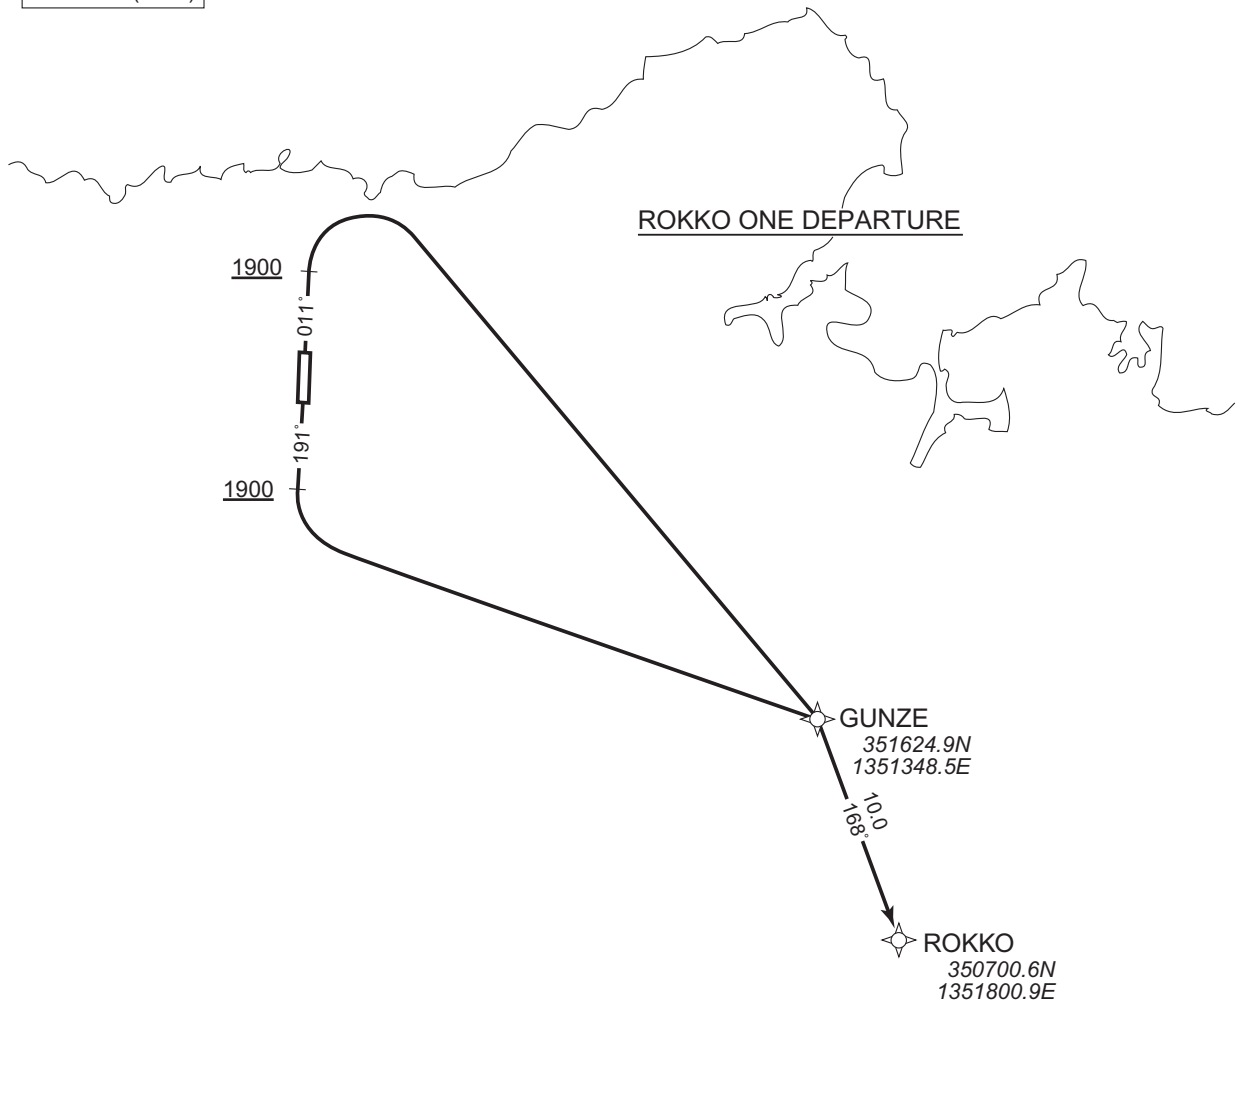 ROKKO ONE DEPARTURE
1900
011°
191°
1900
GUNZE
351624.9N
1351348.5E
10.0
168°
ROKKO
350700.6N
1351800.9E